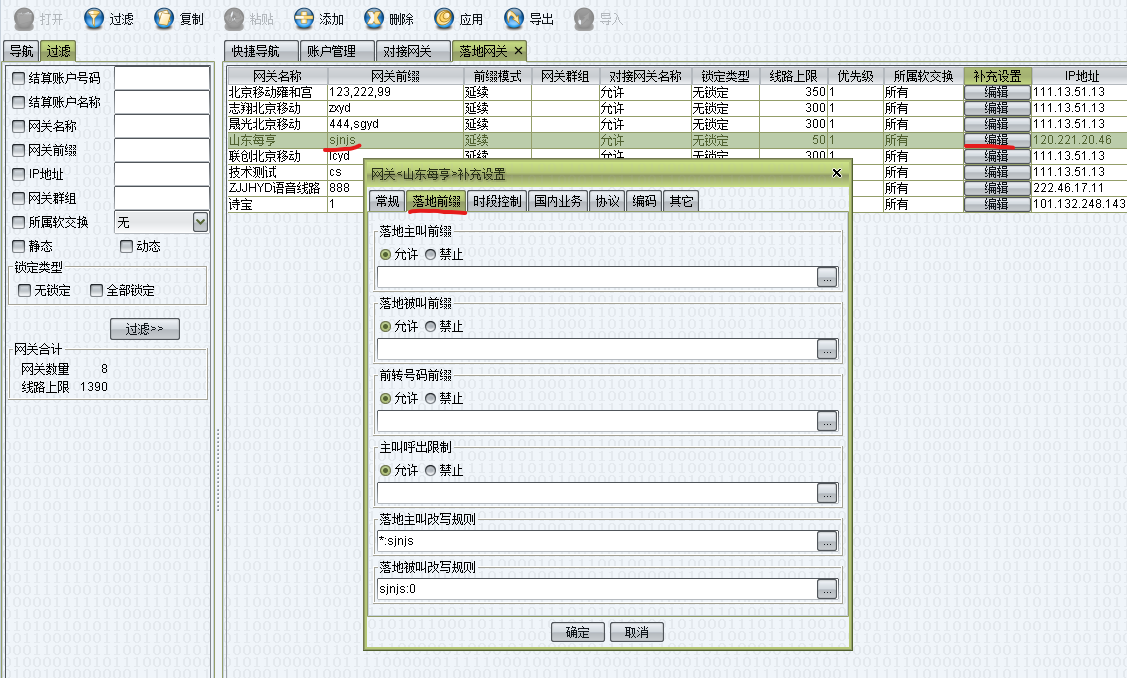 打开 过滤 复制 粘贴 添加 删除 应用 导出 导入
导航 过滤
快捷导航 账户管理 对接网关 落地网关
结算账户号码
结算账户名称
网关名称
网关前缀
IP地址
网关群组
所属软交换 无
静态 动态
锁定类型
无锁定 全部锁定
过滤>>
网关合计
网关数量 8
线路上限 1390
网关名称 网关前缀 前缀模式 网关群组 对接网关名称 锁定类型 线路上限 优先级 所属软交换 补充设置 IP地址
北京移动雍和宫 123,222,99 延续 允许 无锁定 350 1 所有 编辑 111.13.51.13
志翔北京移动 zxyd 延续 允许 无锁定 300 1 所有 编辑 111.13.51.13
晟光北京移动 444,sgyd 延续 允许 无锁定 300 1 所有 编辑 111.13.51.13
山东每亨 sjnjs 延续 允许 无锁定 50 1 所有 编辑 120.221.20.46
联创北京移动 lcyd 延续 允许 无锁定 300 1 所有 编辑 111.13.51.13
技术测试 cs 所有 编辑 111.13.51.13
ZJJHYD语音线路 888 所有 编辑 222.46.17.11
诗宝 1 所有 编辑 101.132.248.143
网关<山东每亨>补充设置
常规 落地前缀 时段控制 国内业务 协议 编码 其它
落地主叫前缀
允许 禁止
...
落地被叫前缀
允许 禁止
...
前转号码前缀
允许 禁止
...
主叫呼出限制
允许 禁止
...
落地主叫改写规则
*:sjnjs ...
落地被叫改写规则
sjnjs:0 ...
确定 取消